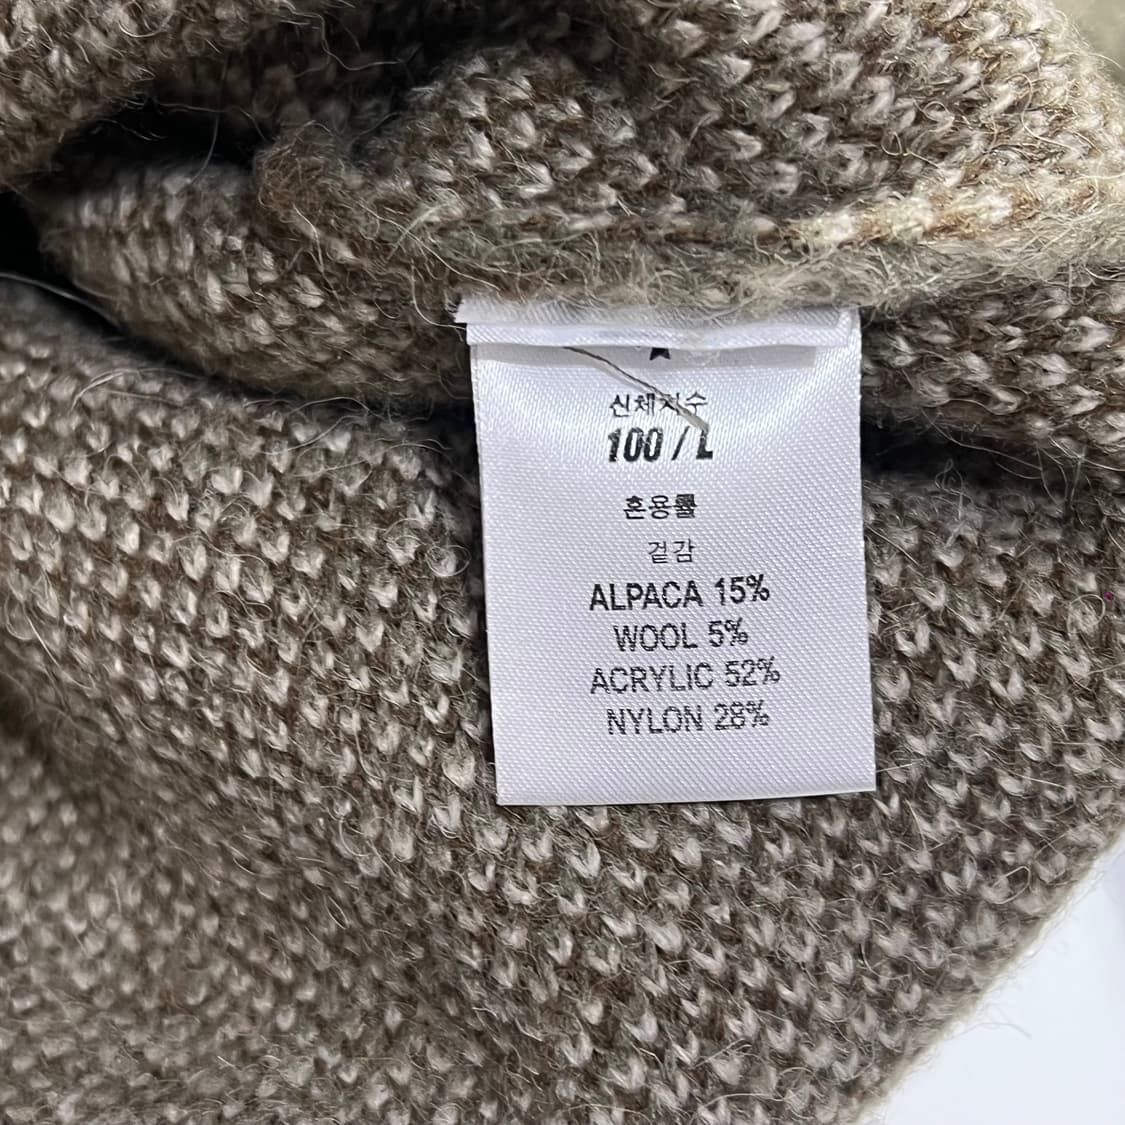 신체치수
100 / L
혼용률
겉감
ALPACA 15%
WOOL 5%
ACRYLIC 52%
NYLON 28%